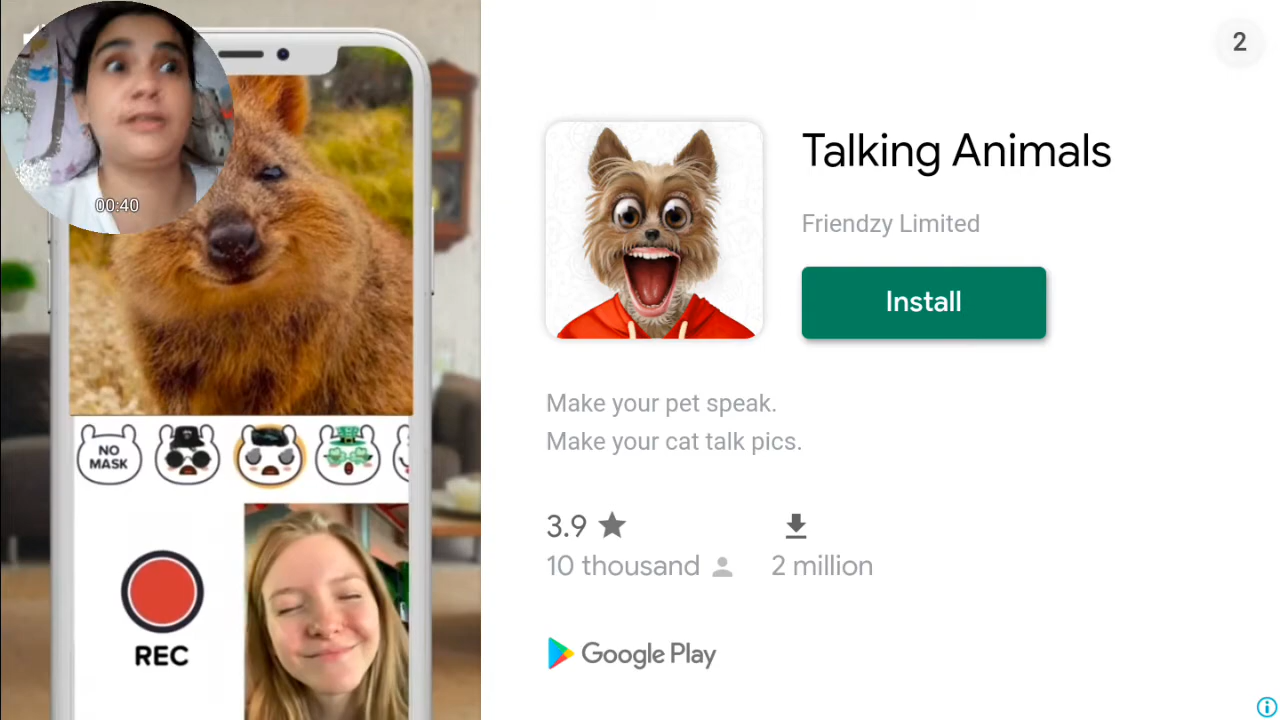 2
00:40
Talking Animals
Friendzy Limited
Install
Make your pet speak.
Make your cat talk pics.
3.9
10 thousand
2 million
Google Play
NO
MASK
REC